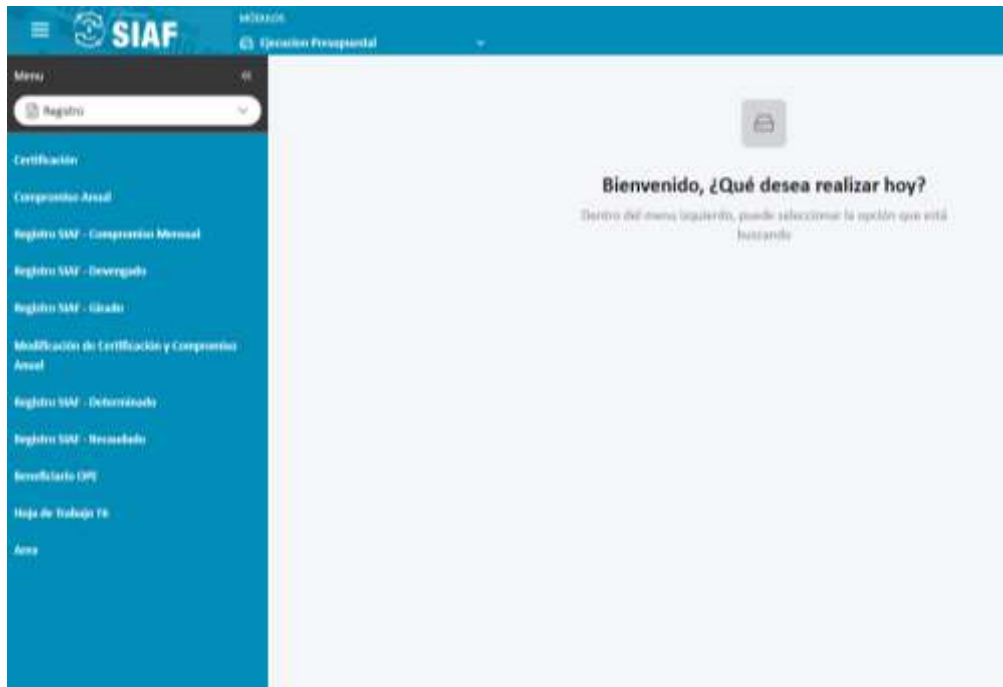 SIAF
MÓDULOS
Ejecucion Presupuestal
Menu
Registro
Certificación
Compromiso Anual
Registro SIAF - Compromiso Mensual
Registro SIAF - Devengado
Registro SIAF - Girado
Modificación de Certificación y Compromiso
Anual
Registro SIAF - Determinado
Registro SIAF - Recaudado
Beneficiario OPE
Hoja de Trabajo
Area
Bienvenido, ¿Qué desea realizar hoy?
Dentro del menu izquierdo, puede seleccionar la opción que está
buscando